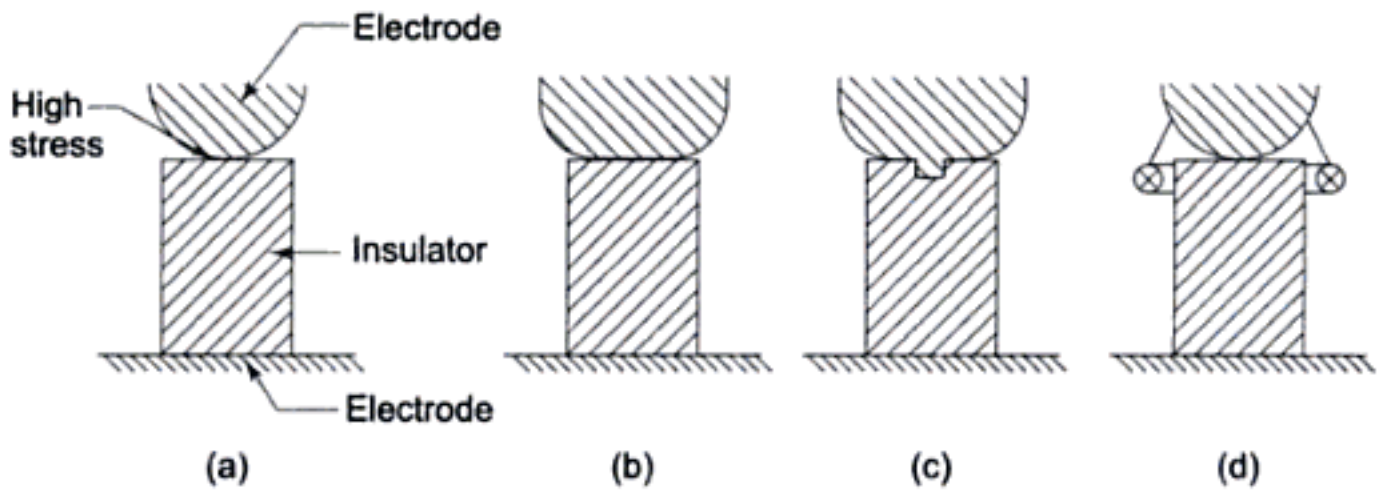 Electrode
High
stress
Insulator
Electrode
(a)
(b)
(c)
(d)